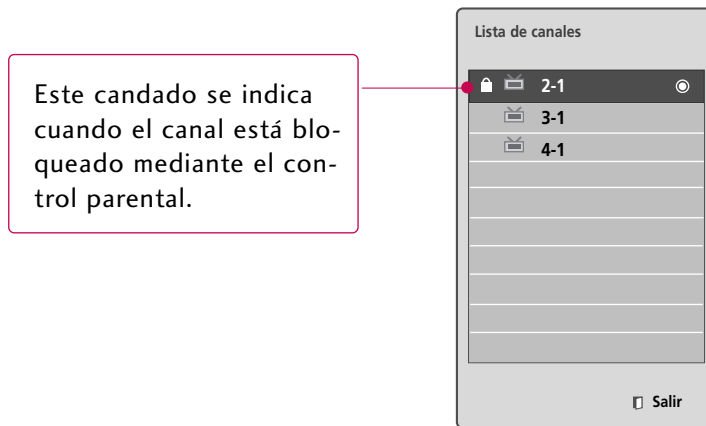 Lista de canales
Este candado se indica
cuando el canal está blo-
queado mediante el con-
trol parental.
2-1
3-1
4-1
Salir